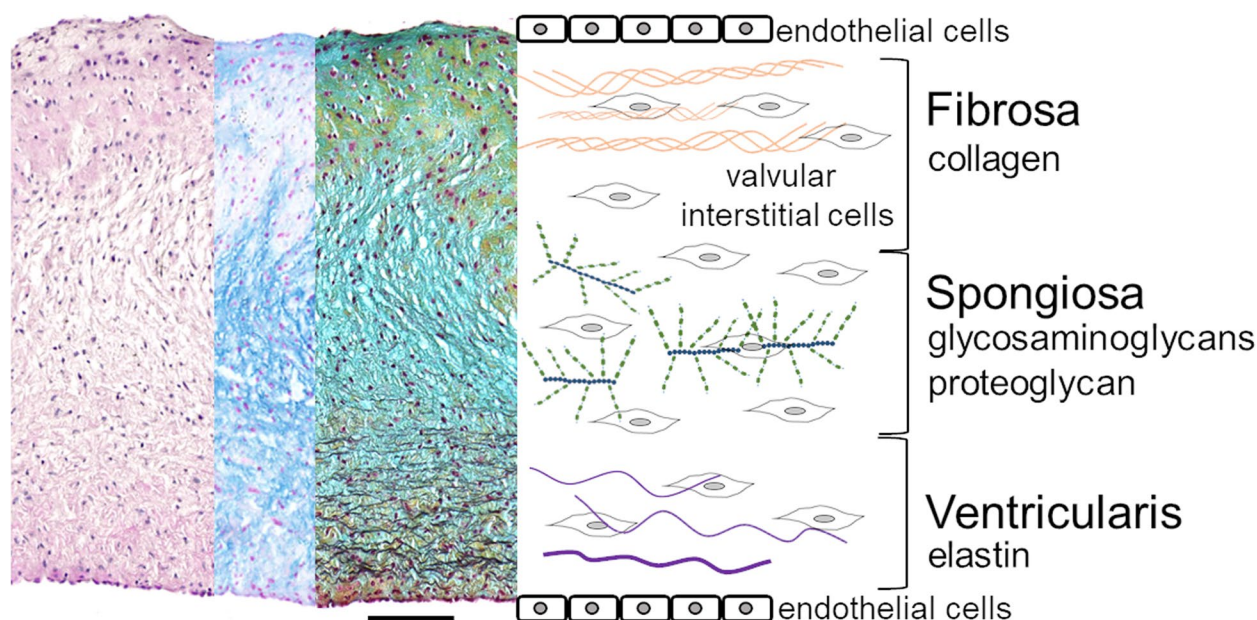 endothelial cells
Fibrosa
collagen
valvular
interstitial cells
Spongiosa
glycosaminoglycans
proteoglycan
Ventricularis
elastin
endothelial cells